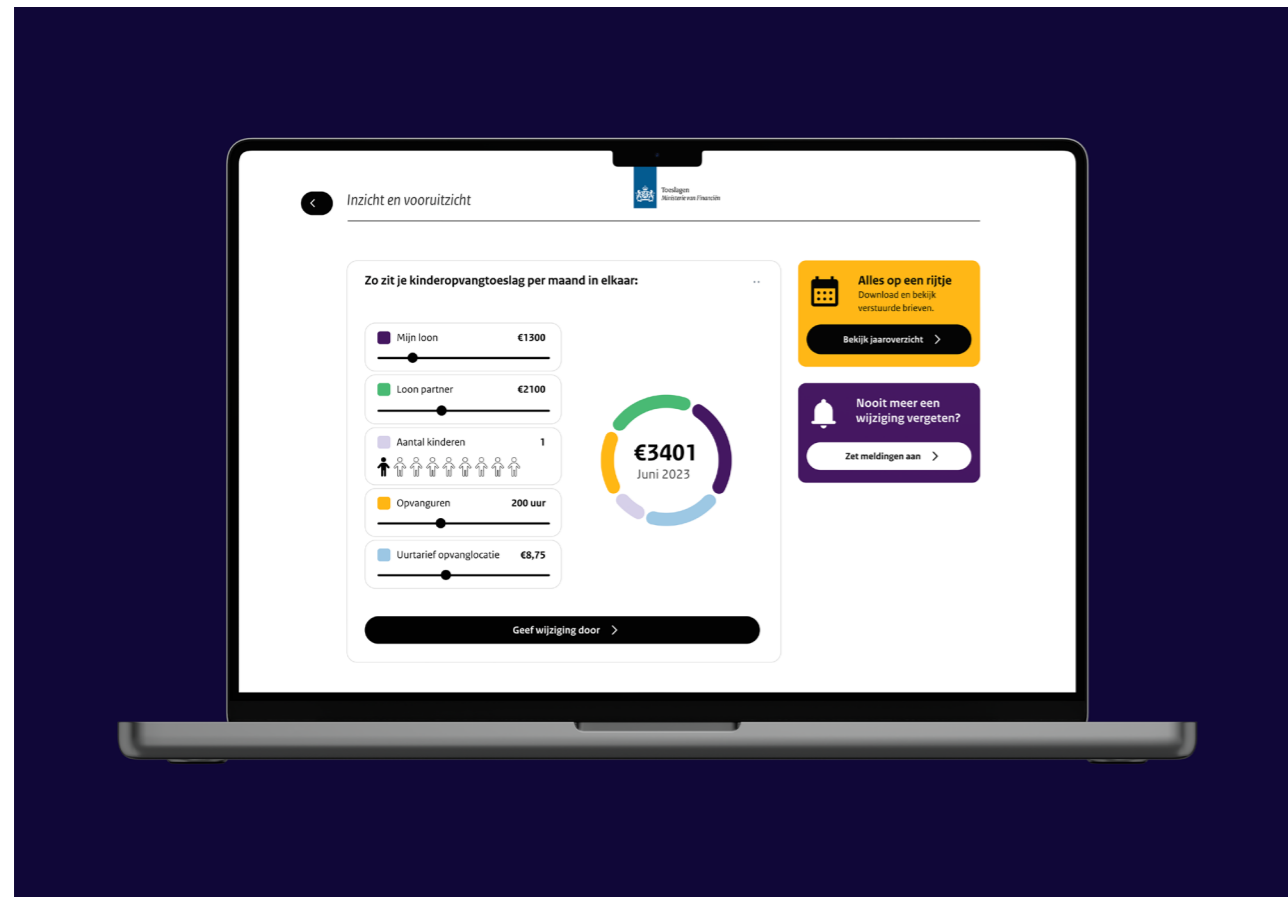 Inzicht en vooruitzicht
Toeslagen
Ministerie van Financiën
Zo zit je kinderopvangtoeslag per maand in elkaar:
Mijn loon €1300
Loon partner €2100
Aantal kinderen 1
Opvanguren 200 uur
Uurtarief opvanglocatie €8,75
€3401
Juni 2023
Geef wijziging door
Alles op een rijtje
Download en bekijk
verstuurde brieven.
Bekijk jaaroverzicht
Nooit meer een
wijziging vergeten?
Zet meldingen aan